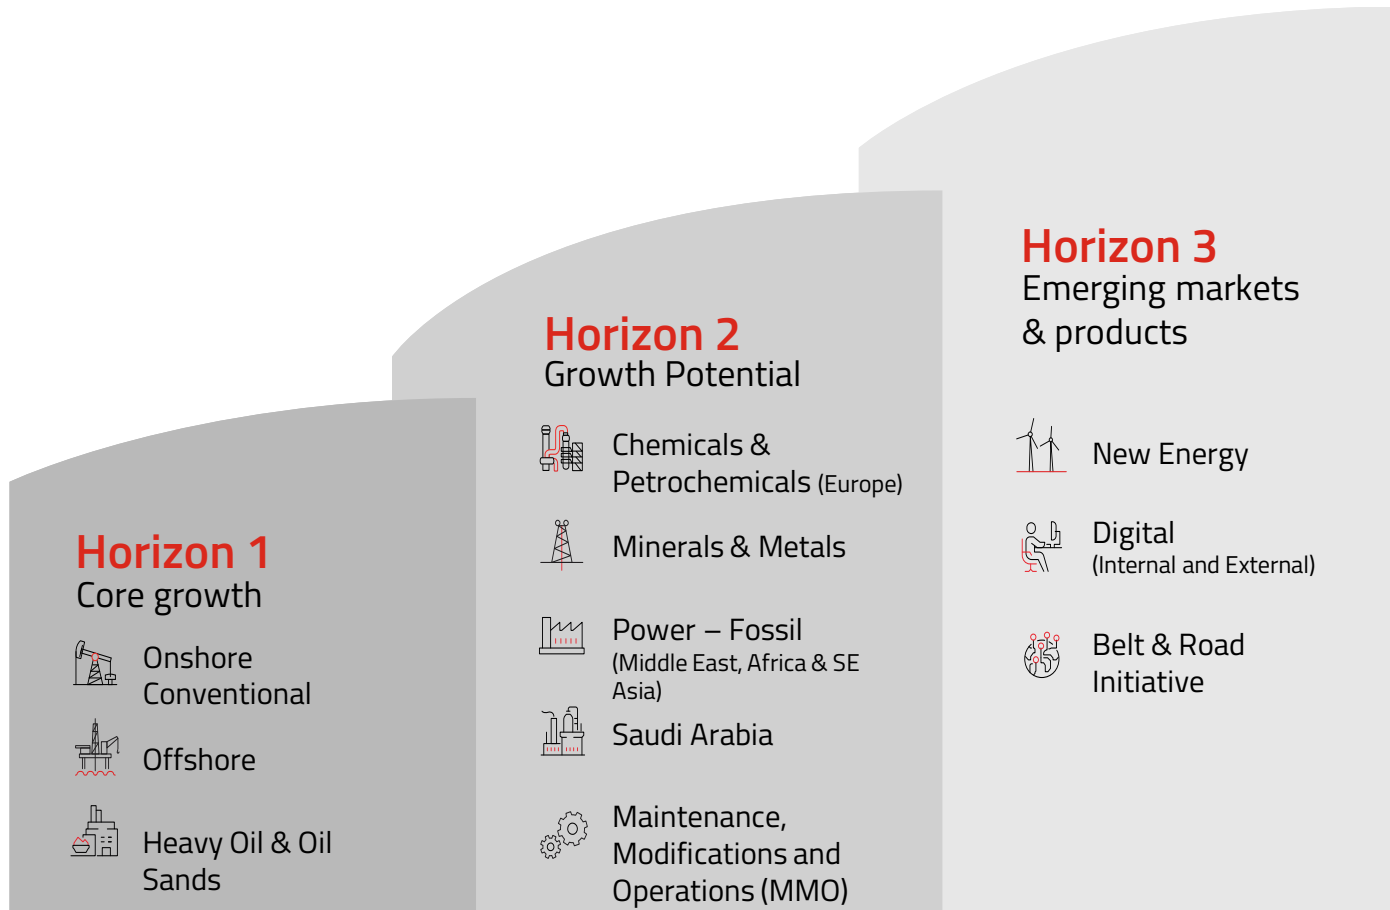 Horizon 1
Core growth
Onshore
Conventional
Offshore
Heavy Oil & Oil
Sands
Horizon 2
Growth Potential
Chemicals &
Petrochemicals (Europe)
Minerals & Metals
Power – Fossil
(Middle East, Africa & SE
Asia)
Saudi Arabia
Maintenance,
Modifications and
Operations (MMO)
Horizon 3
Emerging markets
& products
New Energy
Digital
(Internal and External)
Belt & Road
Initiative